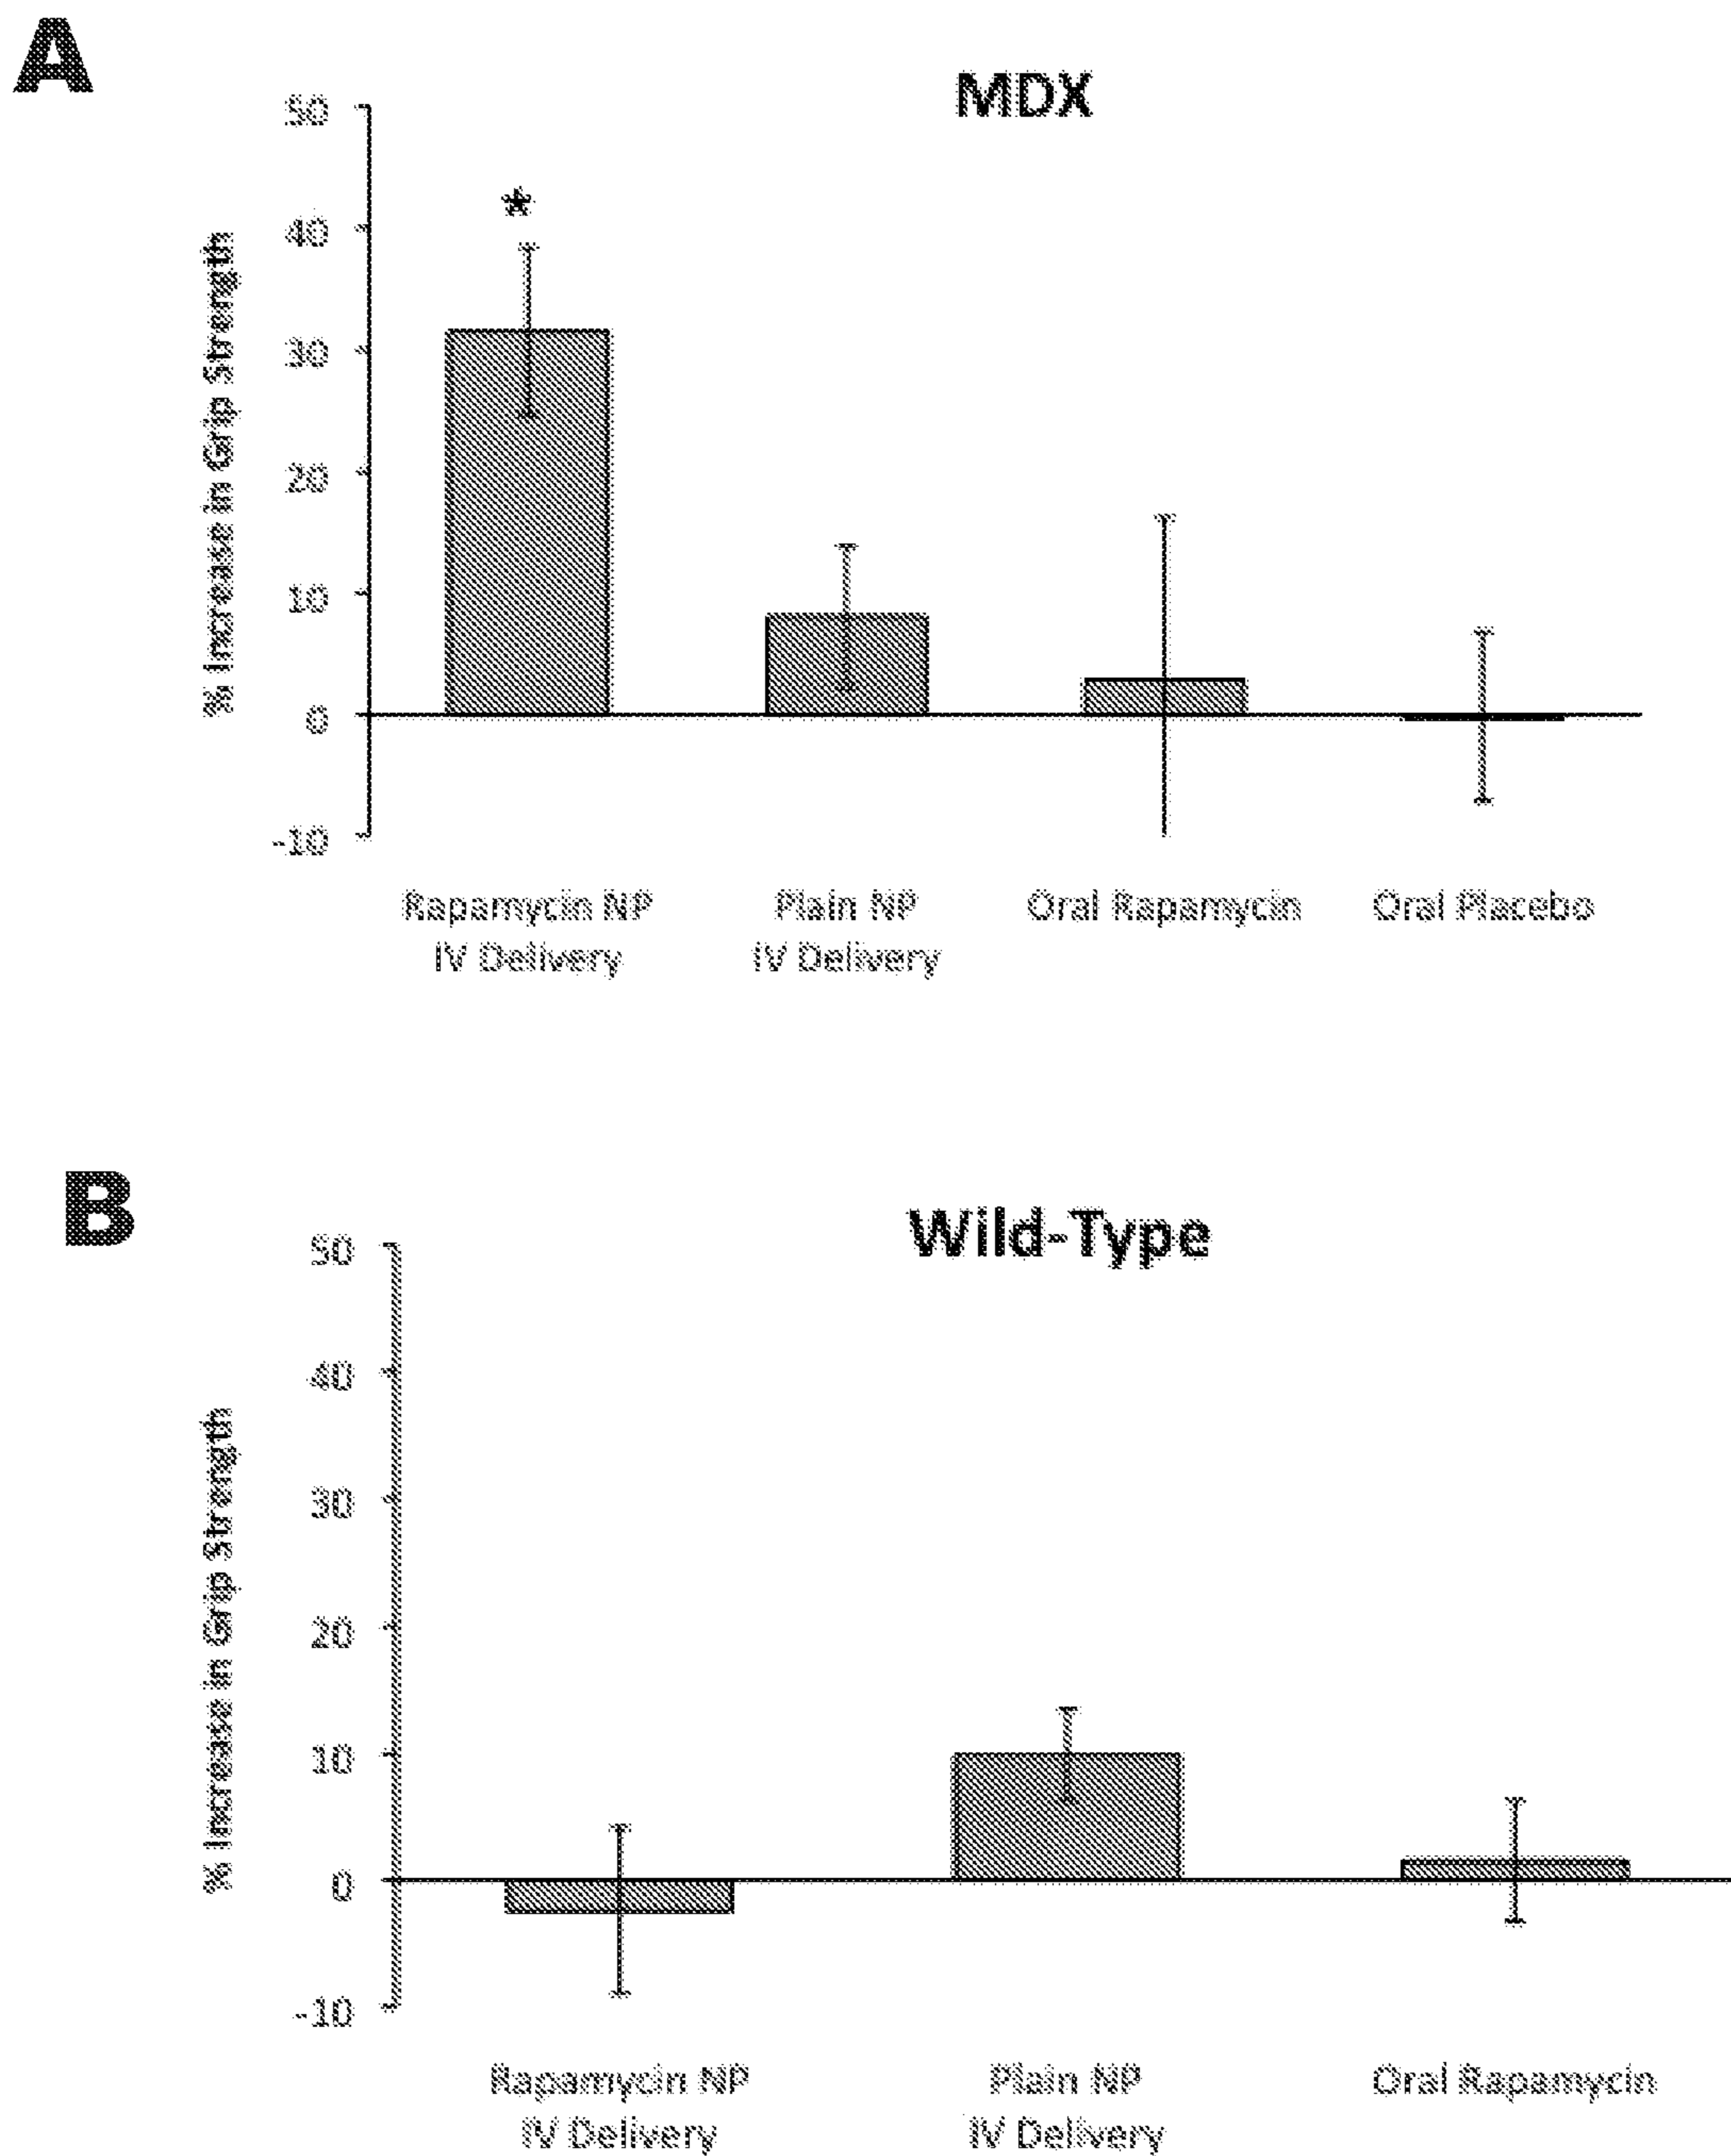 A
MDX
% Increase in Grip Strength
50
40
30
20
10
0
-10
*
Rapamycin NP
IV Delivery
Plain NP
IV Delivery
Oral Rapamycin
Oral Placebo
B
Wild-Type
% Increase in Grip Strength
50
40
30
20
10
0
-10
Rapamycin NP
IV Delivery
Plain NP
IV Delivery
Oral Rapamycin